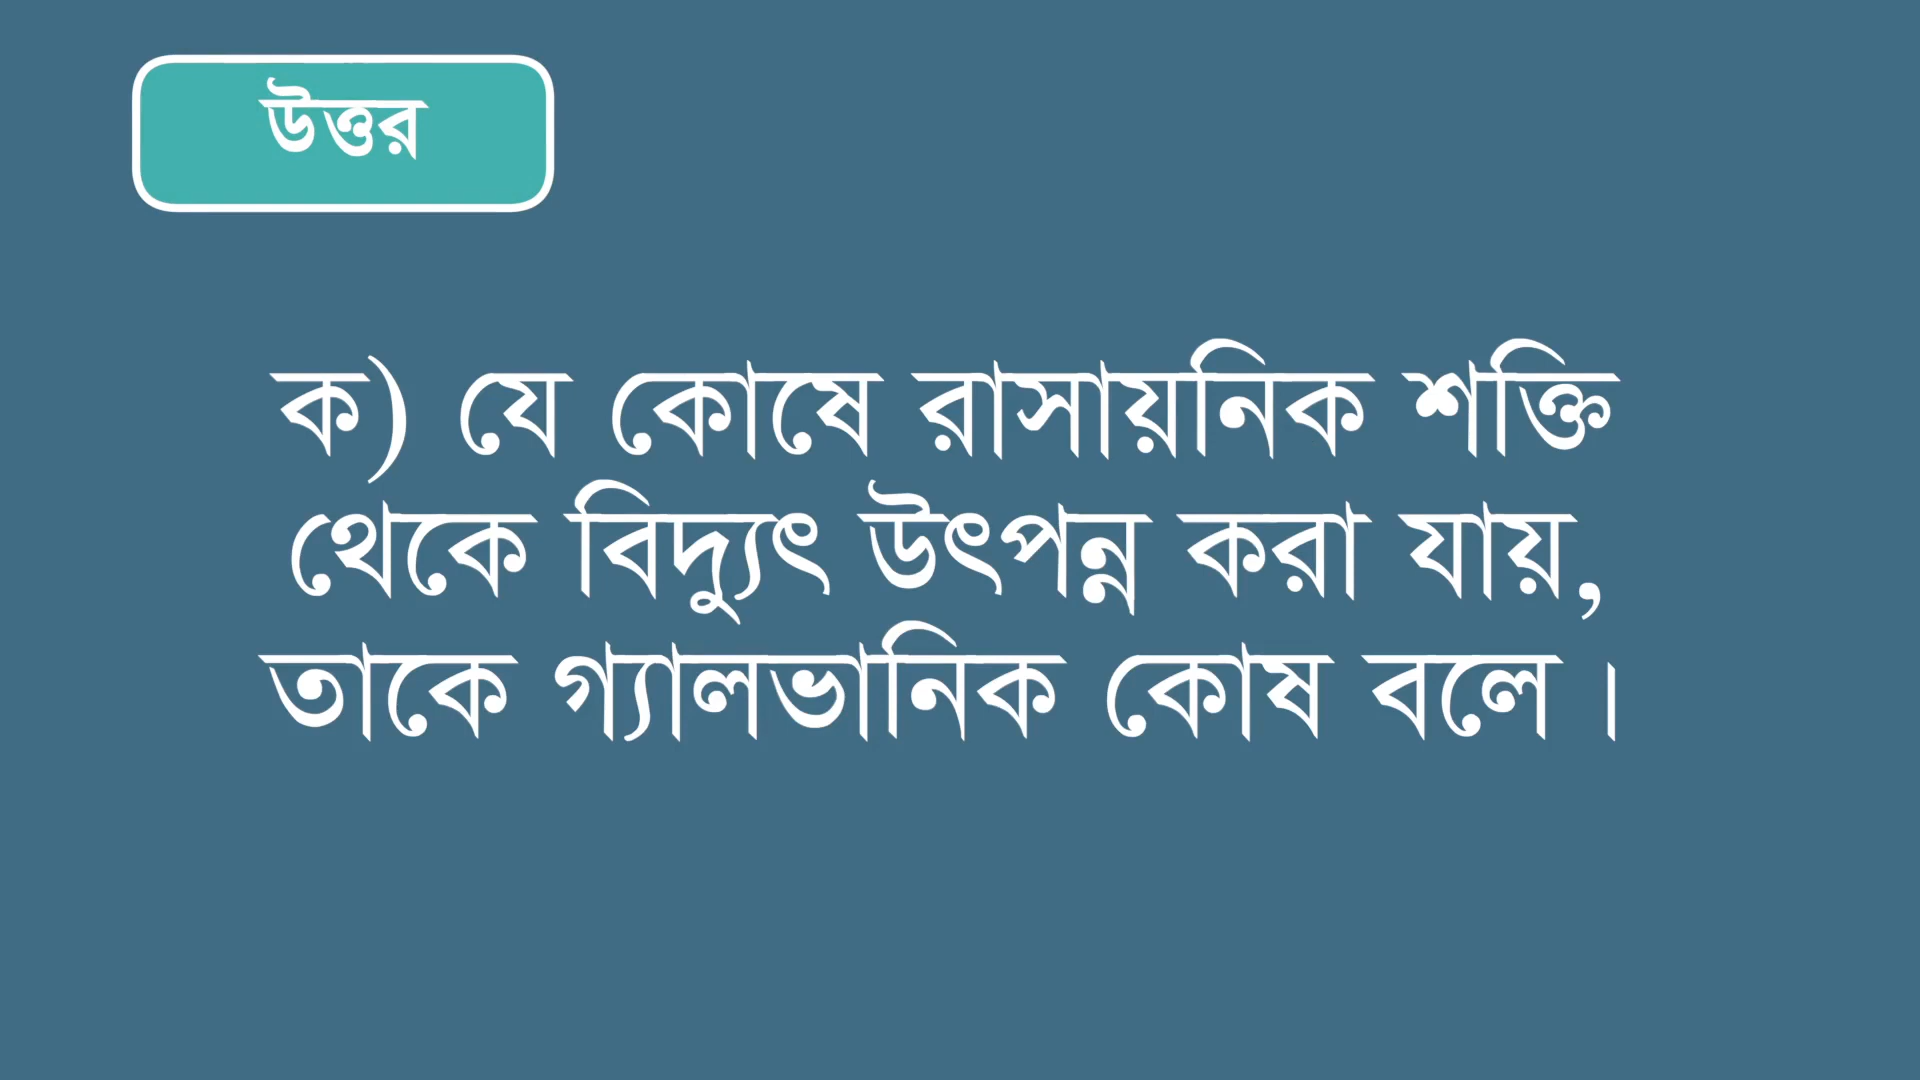 উত্তর
ক) যে কোষে রাসায়নিক শক্তি
থেকে বিদ্যুৎ উৎপন্ন করা যায়,
তাকে গ্যালভানিক কোষ বলে ।